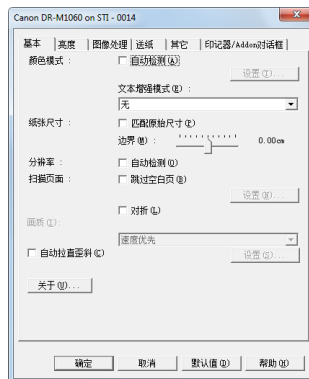 Canon DR-M1060 on STI - 0014
基本 亮度 图像处理 送纸 其它 印记器/Addon对话框
颜色模式 : 自动检测(A)
设置(I)...
文本增强模式(E) :
无
纸张尺寸 : 匹配原始尺寸(P)
边界(M) : 0.00cm
分辨率 : 自动检测(O)
扫描页面 : 跳过空白页(B)
设置(N)...
对折(L)
画质(I):
速度优先
自动拉直歪斜(C) 设置(S)...
关于(U)...
确定 取消 默认值(D) 帮助(H)